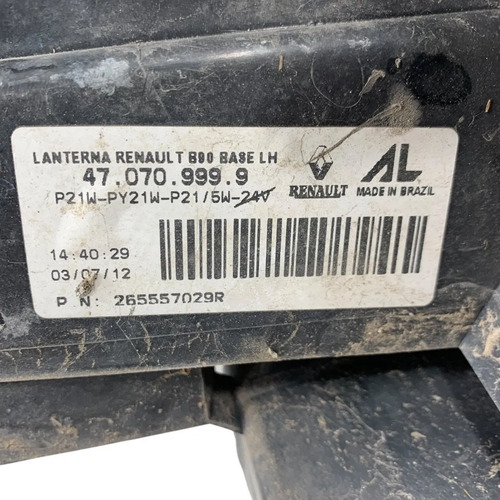 LANTERNA RENAULT B90 BASE LH
47.070.999.9
P21W-PY21W-P21/5W-24V
RENAULT
AL
MADE IN BRAZIL
14:40:29
03/07/12
P N: 265557029R